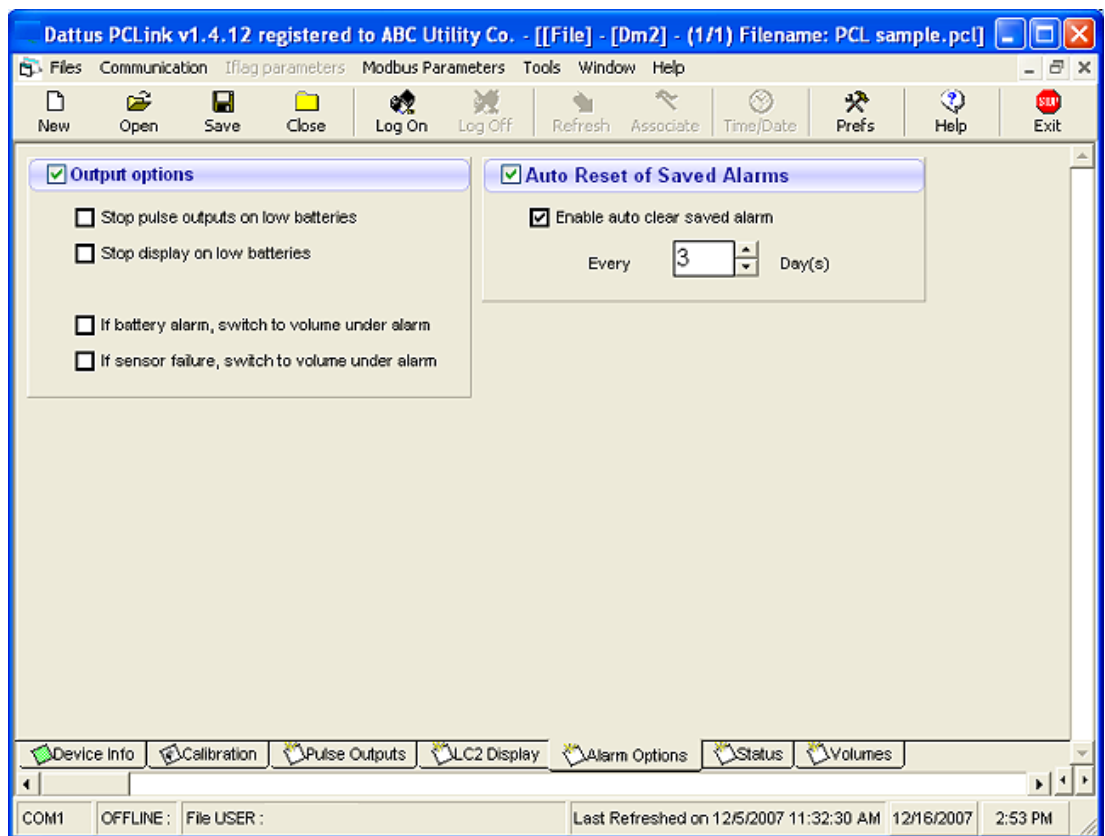 Dattus PCLink v1.4.12 registered to ABC Utility Co. - [[File] - [Dm2] - (1/1) Filename: PCL sample.pcl]
Files Communication Iflag parameters Modbus Parameters Tools Window Help
New Open Save Close Log On Log Off Refresh Associate Time/Date Prefs Help STOP Exit
Output options
Stop pulse outputs on low batteries
Stop display on low batteries
If battery alarm, switch to volume under alarm
If sensor failure, switch to volume under alarm
Auto Reset of Saved Alarms
Enable auto clear saved alarm
Every 3 Day(s)
Device Info Calibration Pulse Outputs LC2 Display Alarm Options Status Volumes
COM1 OFFLINE : File USER : Last Refreshed on 12/5/2007 11:32:30 AM 12/16/2007 2:53 PM